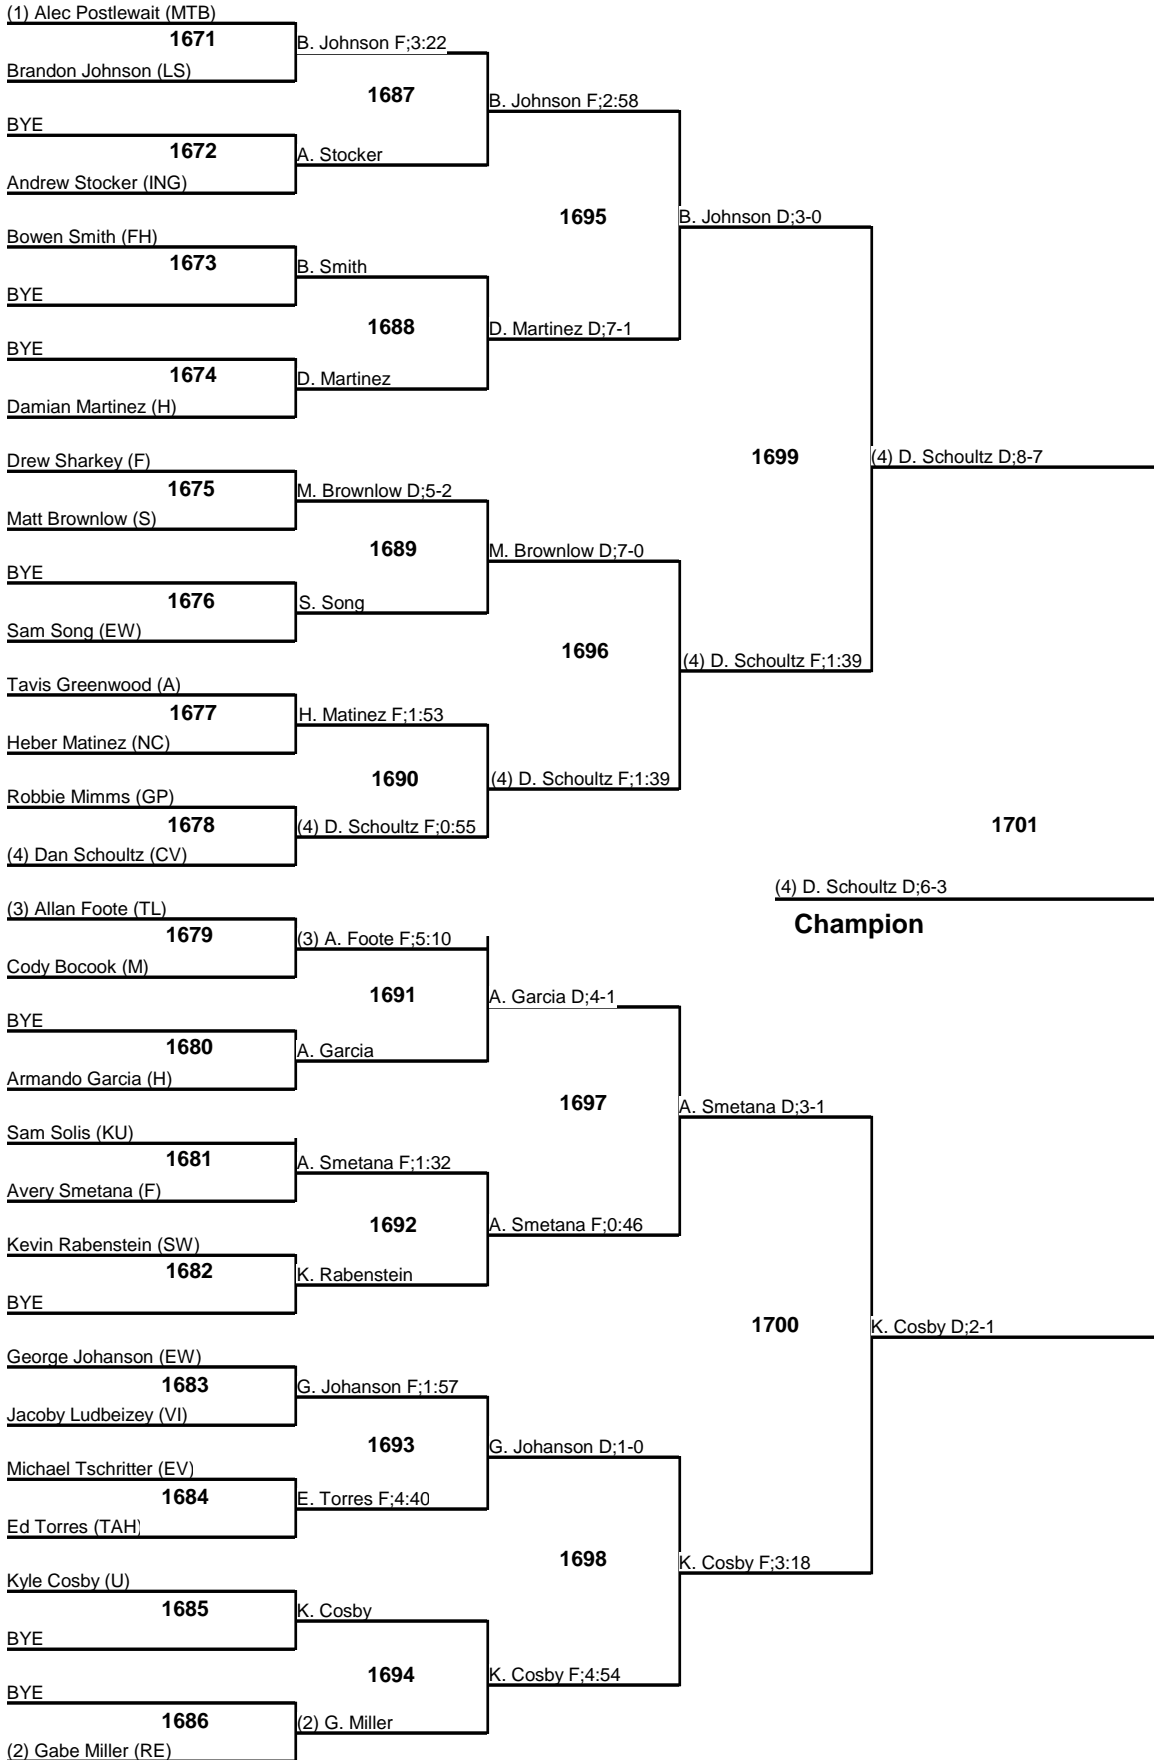 (1) Alec Postlewait (MTB)
1671
B. Johnson F;3:22
Brandon Johnson (LS)
1687
B. Johnson F;2:58
BYE
1672
A. Stocker
Andrew Stocker (ING)
1695
B. Johnson D;3-0
Bowen Smith (FH)
1673
B. Smith
BYE
1688
D. Martinez D;7-1
BYE
1674
D. Martinez
Damian Martinez (H)
1699
(4) D. Schoultz D;8-7
Drew Sharkey (F)
1675
M. Brownlow D;5-2
Matt Brownlow (S)
1689
M. Brownlow D;7-0
BYE
1676
S. Song
Sam Song (EW)
1696
(4) D. Schoultz F;1:39
Tavis Greenwood (A)
1677
H. Matinez F;1:53
Heber Matinez (NC)
1690
(4) D. Schoultz F;1:39
Robbie Mimms (GP)
1678
(4) D. Schoultz F;0:55
1701
(4) Dan Schoultz (CV)
(4) D. Schoultz D;6-3
Champion
(3) Allan Foote (TL)
1679
(3) A. Foote F;5:10
Cody Bocook (M)
1691
A. Garcia D;4-1
BYE
1680
A. Garcia
Armando Garcia (H)
1697
A. Smetana D;3-1
Sam Solis (KU)
1681
A. Smetana F;1:32
Avery Smetana (F)
1692
A. Smetana F;0:46
Kevin Rabenstein (SW)
1682
K. Rabenstein
BYE
1700
K. Cosby D;2-1
George Johanson (EW)
1683
G. Johanson F;1:57
Jacoby Ludbeizey (VI)
1693
G. Johanson D;1-0
Michael Tschritter (EV)
1684
E. Torres F;4:40
Ed Torres (TAH)
1698
K. Cosby F;3:18
Kyle Cosby (U)
1685
K. Cosby
BYE
1694
K. Cosby F;4:54
BYE
1686
(2) G. Miller
(2) Gabe Miller (RE)